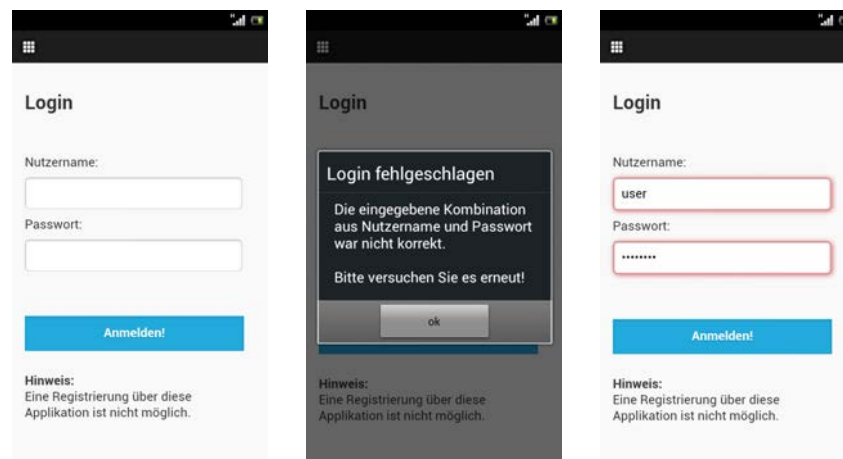 Login
Nutzername:
Passwort:
Anmelden!
Hinweis:
Eine Registrierung über diese
Applikation ist nicht möglich.
Login
Login fehlgeschlagen
Die eingegebene Kombination
aus Nutzername und Passwort
war nicht korrekt.
Bitte versuchen Sie es erneut!
ok
Hinweis:
Eine Registrierung über diese
Applikation ist nicht möglich.
Login
Nutzername:
user
Passwort:
••••••••
Anmelden!
Hinweis:
Eine Registrierung über diese
Applikation ist nicht möglich.